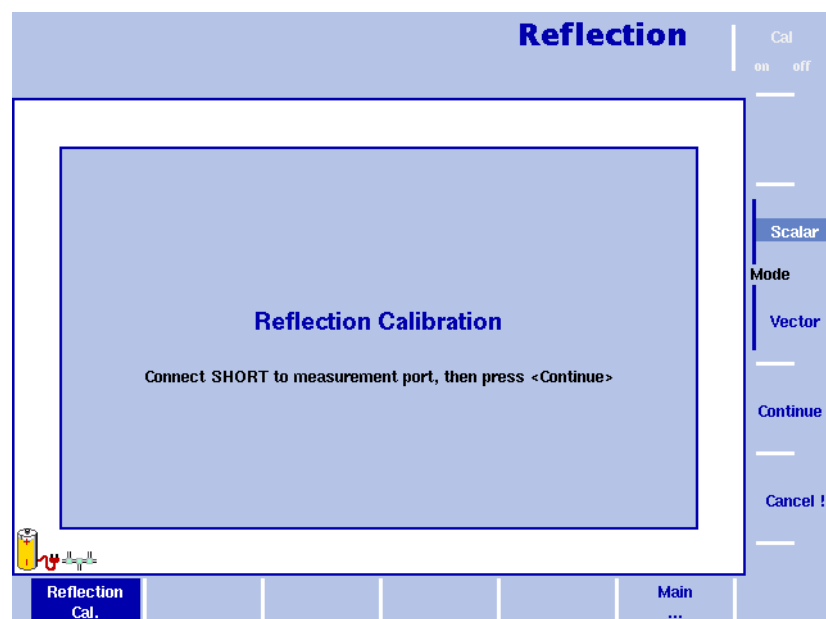 Reflection
Cal
on off
Scalar
Mode
Vector
Continue
Cancel !
Reflection Calibration
Connect SHORT to measurement port, then press <Continue>
Reflection
Cal.
Main
...